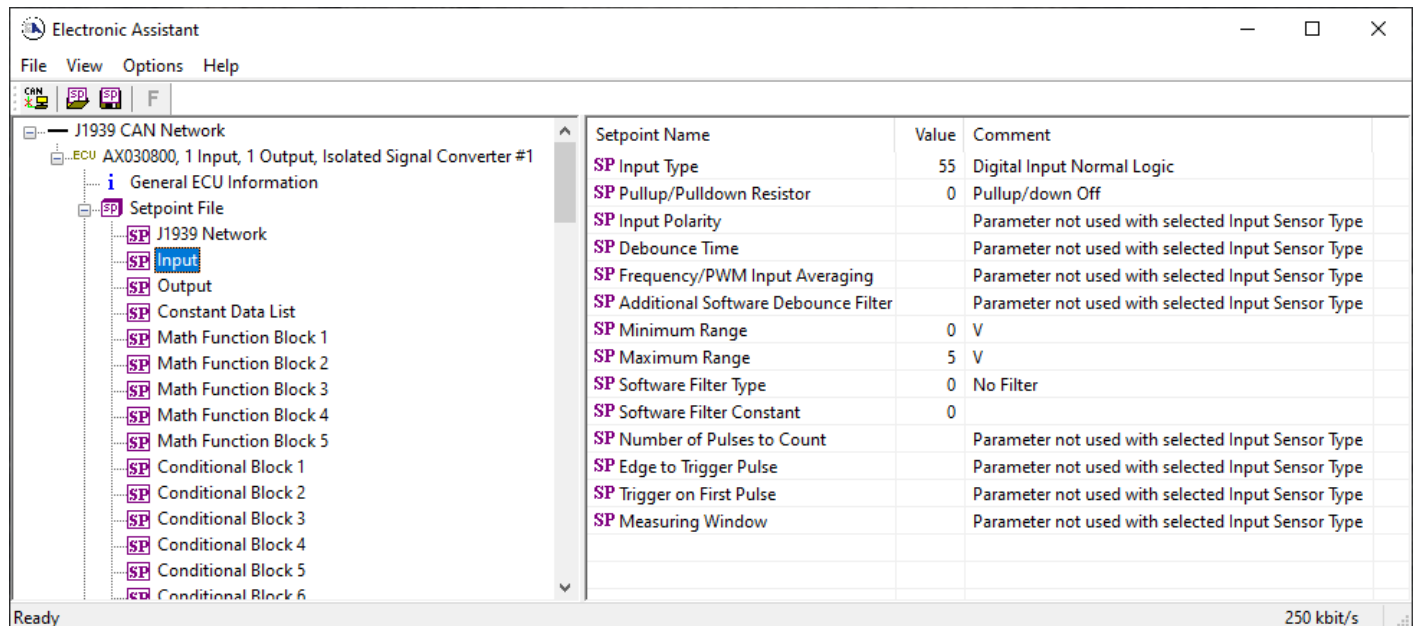 Electronic Assistant
File View Options Help
CAN SP SP F
J1939 CAN Network
ECU AX030800, 1 Input, 1 Output, Isolated Signal Converter #1
i General ECU Information
SP Setpoint File
SP J1939 Network
SP Input
SP Output
SP Constant Data List
SP Math Function Block 1
SP Math Function Block 2
SP Math Function Block 3
SP Math Function Block 4
SP Math Function Block 5
SP Conditional Block 1
SP Conditional Block 2
SP Conditional Block 3
SP Conditional Block 4
SP Conditional Block 5
SP Conditional Block 6
Setpoint Name Value Comment
SP Input Type 55 Digital Input Normal Logic
SP Pullup/Pulldown Resistor 0 Pullup/down Off
SP Input Polarity Parameter not used with selected Input Sensor Type
SP Debounce Time Parameter not used with selected Input Sensor Type
SP Frequency/PWM Input Averaging Parameter not used with selected Input Sensor Type
SP Additional Software Debounce Filter Parameter not used with selected Input Sensor Type
SP Minimum Range 0 V
SP Maximum Range 5 V
SP Software Filter Type 0 No Filter
SP Software Filter Constant 0
SP Number of Pulses to Count Parameter not used with selected Input Sensor Type
SP Edge to Trigger Pulse Parameter not used with selected Input Sensor Type
SP Trigger on First Pulse Parameter not used with selected Input Sensor Type
SP Measuring Window Parameter not used with selected Input Sensor Type
Ready 250 kbit/s